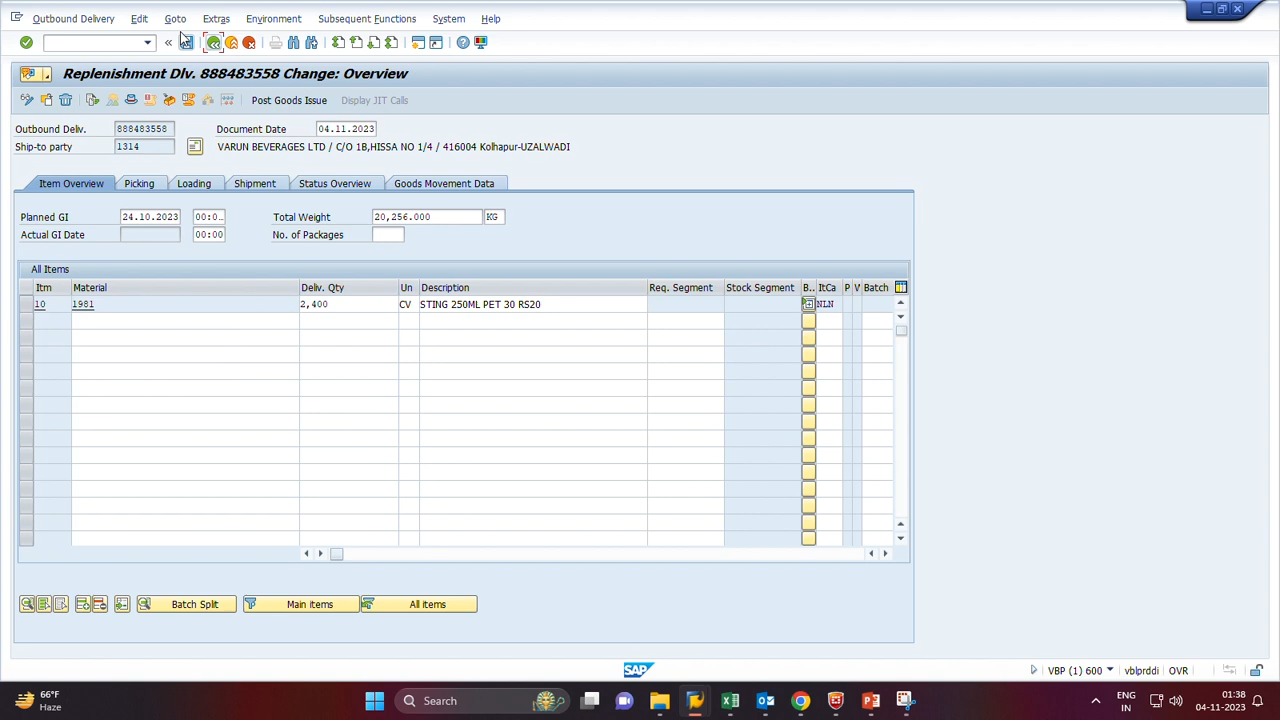 Outbound Delivery Edit Goto Extras Environment Subsequent Functions System Help
Replenishment Dlv. 888483558 Change: Overview
Post Goods Issue Display JIT Calls
Outbound Deliv. 888483558 Document Date 04.11.2023
Ship-to party 1314 VARUN BEVERAGES LTD / C/O 1B,HISSA NO 1/4 / 416004 Kolhapur-UZALWADI
Item Overview Picking Loading Shipment Status Overview Goods Movement Data
Planned GI 24.10.2023 00:0.. Total Weight 20,256.000 KG
Actual GI Date 00:00 No. of Packages
All Items
Itm Material Deliv. Qty Un Description Req. Segment Stock Segment B.. ItCa P W Batch
10 1981 2,400 CV STING 250ML PET 30 RS20 NLN
Batch Split Main items All items
SAP VBP (1) 600 vblprddi OVR
66°F
Haze
Search
ENG
IN
01:38
04-11-2023